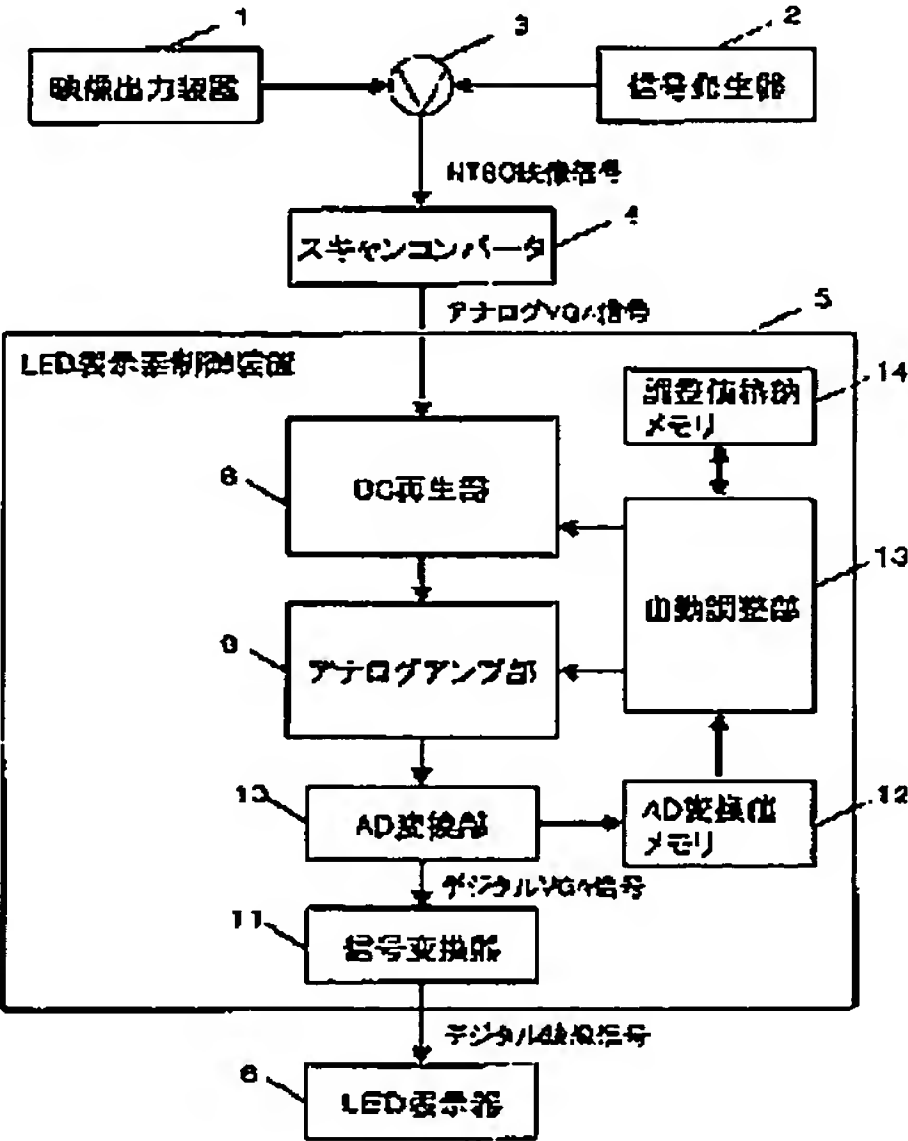 1
3
2
映像出力装置
信号発生部
NTSC映像信号
4
スキャンコンバータ
アナログVGA信号
5
LED表示器制御装置
調整値格納
メモリ
14
8
DC再生部
13
自動調整部
9
アナログアンプ部
10
AD変換部
AD変換値
メモリ
12
デジタルVGA信号
11
信号変換部
デジタル映像信号
6
LED表示器